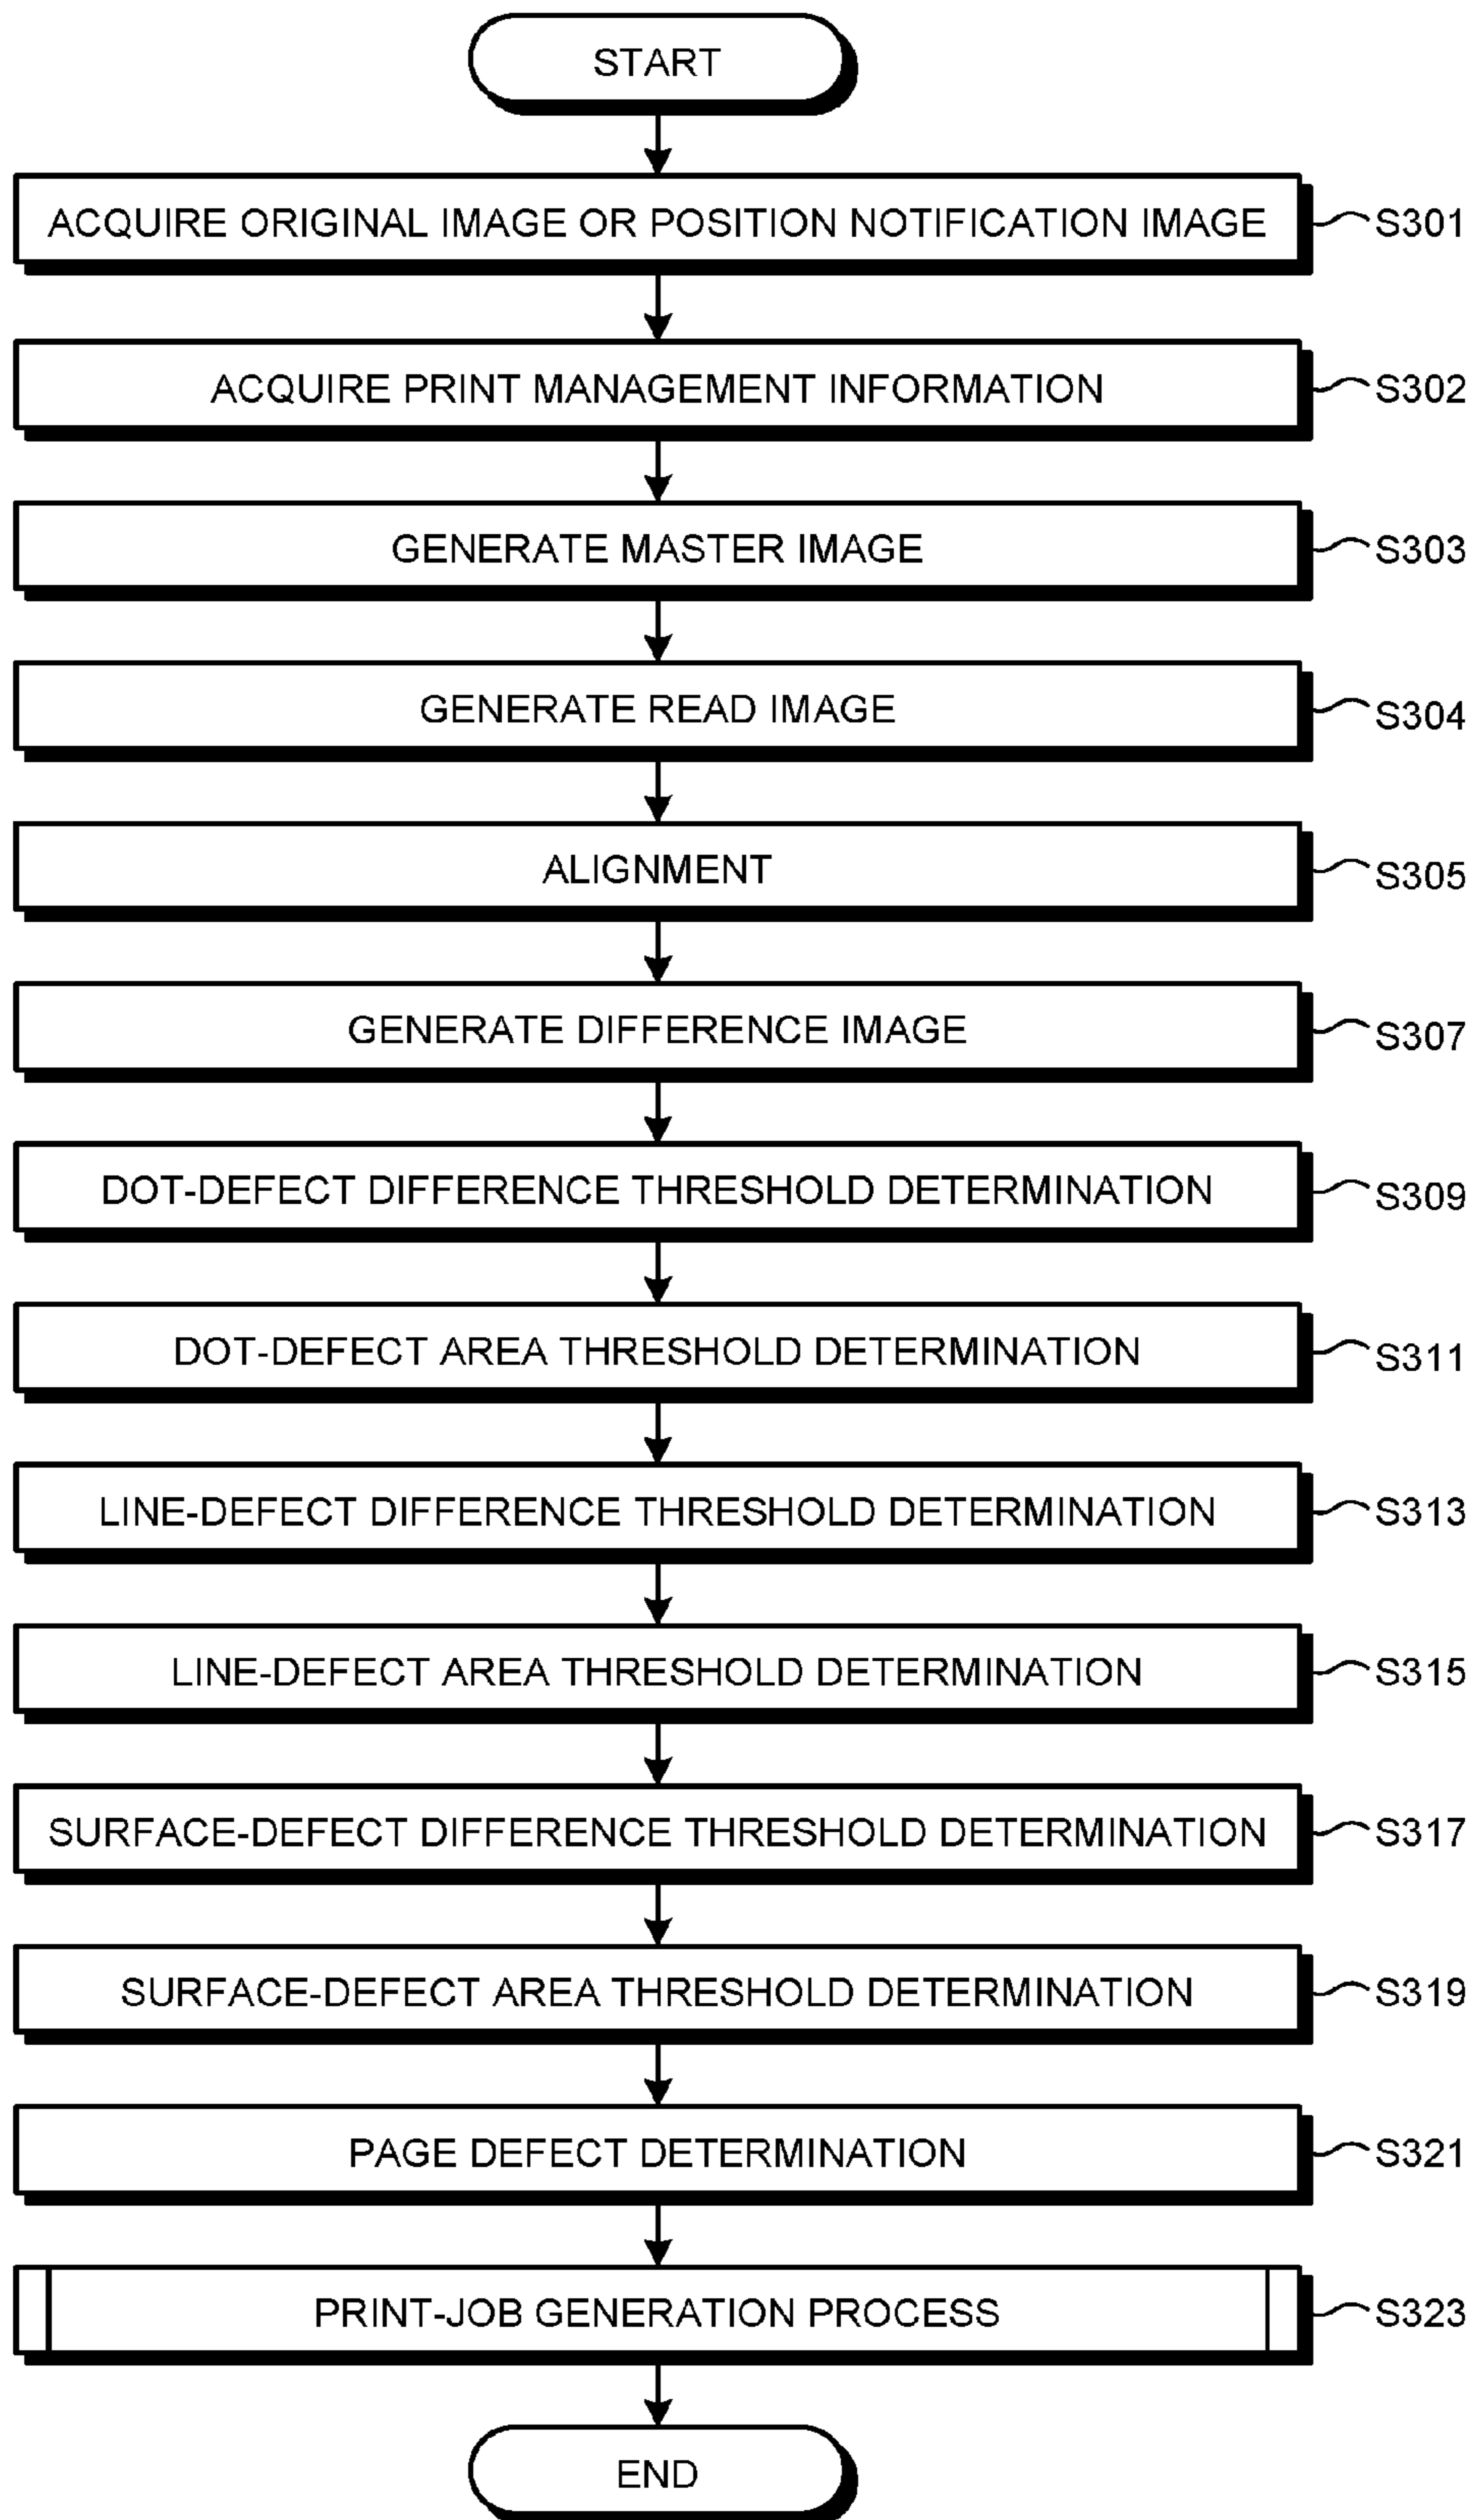 START
ACQUIRE ORIGINAL IMAGE OR POSITION NOTIFICATION IMAGE S301
ACQUIRE PRINT MANAGEMENT INFORMATION S302
GENERATE MASTER IMAGE S303
GENERATE READ IMAGE S304
ALIGNMENT S305
GENERATE DIFFERENCE IMAGE S307
DOT-DEFECT DIFFERENCE THRESHOLD DETERMINATION S309
DOT-DEFECT AREA THRESHOLD DETERMINATION S311
LINE-DEFECT DIFFERENCE THRESHOLD DETERMINATION S313
LINE-DEFECT AREA THRESHOLD DETERMINATION S315
SURFACE-DEFECT DIFFERENCE THRESHOLD DETERMINATION S317
SURFACE-DEFECT AREA THRESHOLD DETERMINATION S319
PAGE DEFECT DETERMINATION S321
PRINT-JOB GENERATION PROCESS S323
END